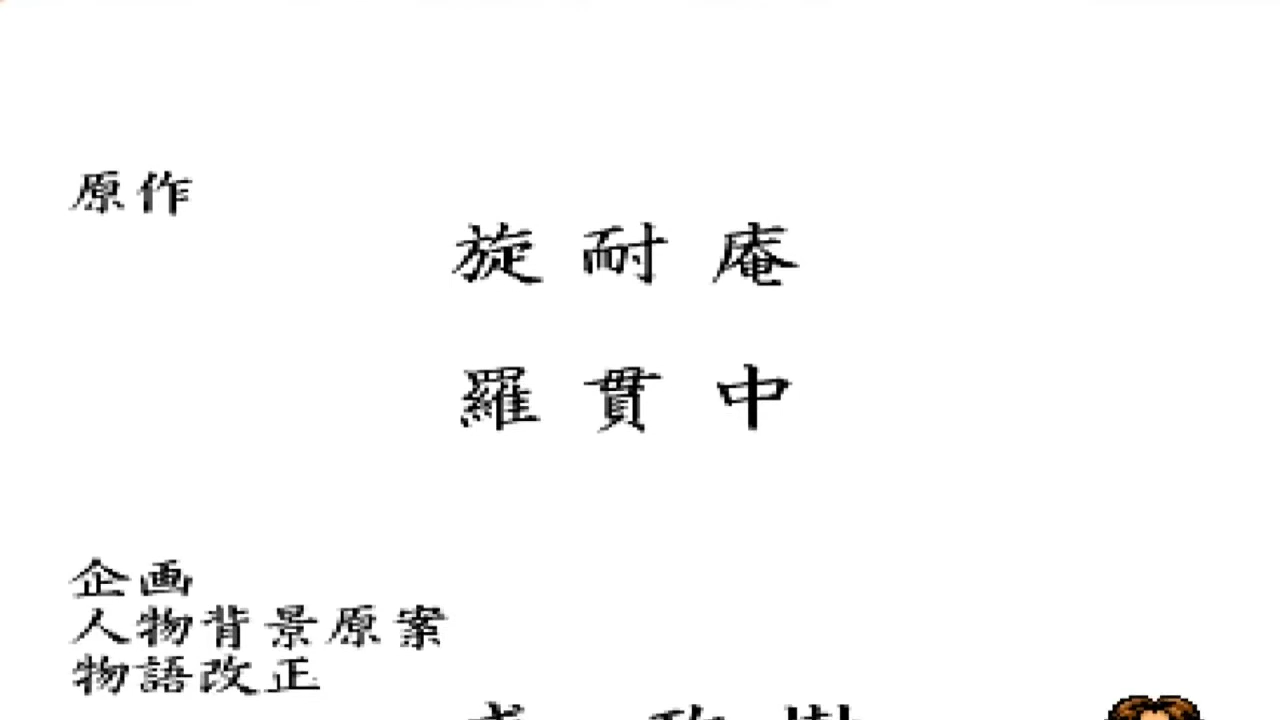 原作
旋耐庵
羅貫中
企画
人物背景原案
物語改正